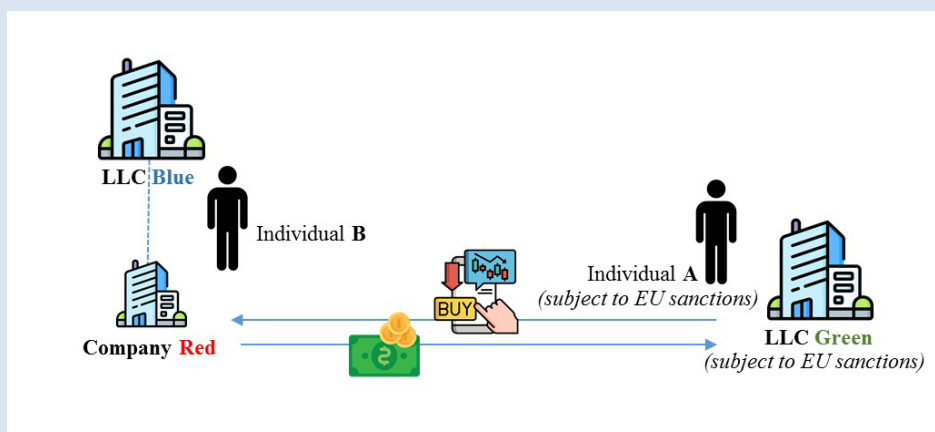 LLC Blue
Individual B
Company Red
BUY
Individual A
(subject to EU sanctions)
LLC Green
(subject to EU sanctions)